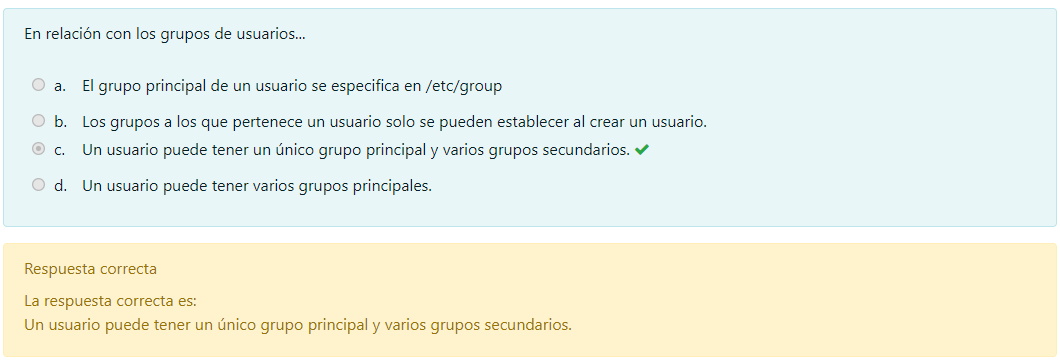 En relación con los grupos de usuarios...
a. El grupo principal de un usuario se especifica en /etc/group
b. Los grupos a los que pertenece un usuario solo se pueden establecer al crear un usuario.
c. Un usuario puede tener un único grupo principal y varios grupos secundarios.
d. Un usuario puede tener varios grupos principales.
Respuesta correcta
La respuesta correcta es:
Un usuario puede tener un único grupo principal y varios grupos secundarios.